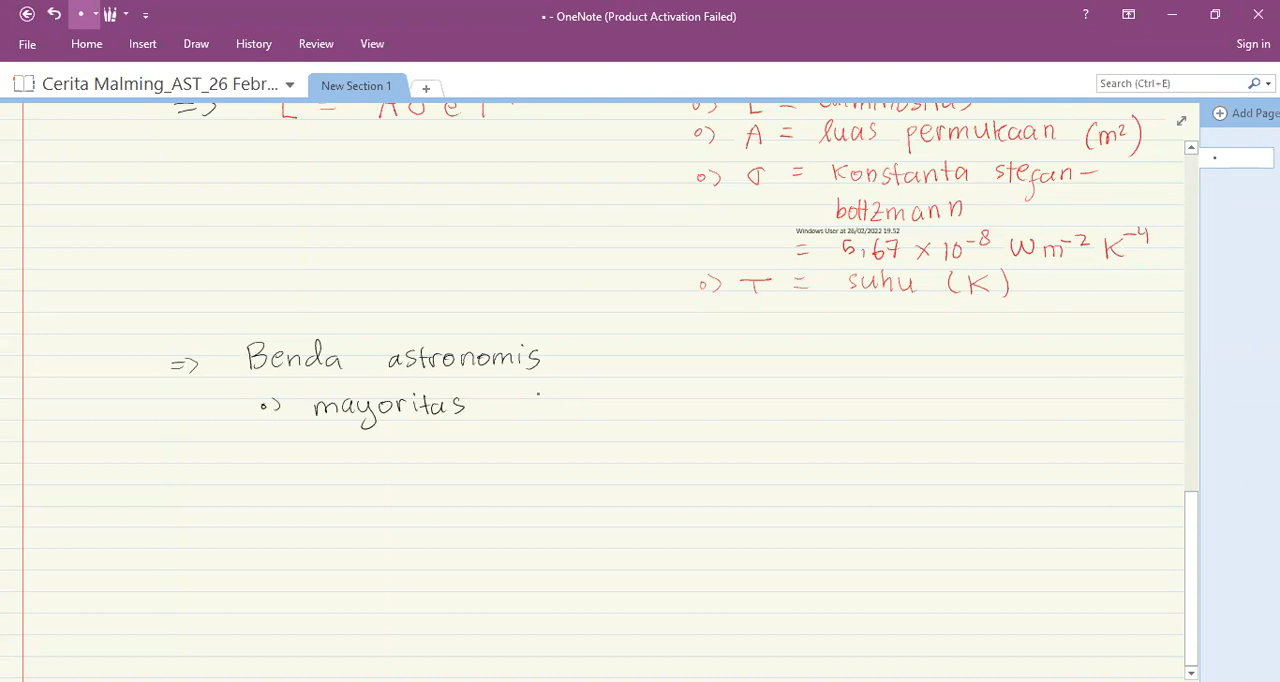 • - OneNote (Product Activation Failed)
?
File Home Insert Draw History Review View
Sign in
Cerita Malming_AST_26 Febr...
New Section 1
+
Search (Ctrl+E)
Add Page
⇒ L = A σ e T
o) L = Luminositas
o) A = luas permukaan (m²)
o) σ = konstanta stefan-
boltzmann
Windows User at 26/02/2022 19.52
= 5,67 × 10⁻⁸ Wm⁻² K⁻⁴
o) T = suhu (K)
⇒ Benda astronomis
o) mayoritas